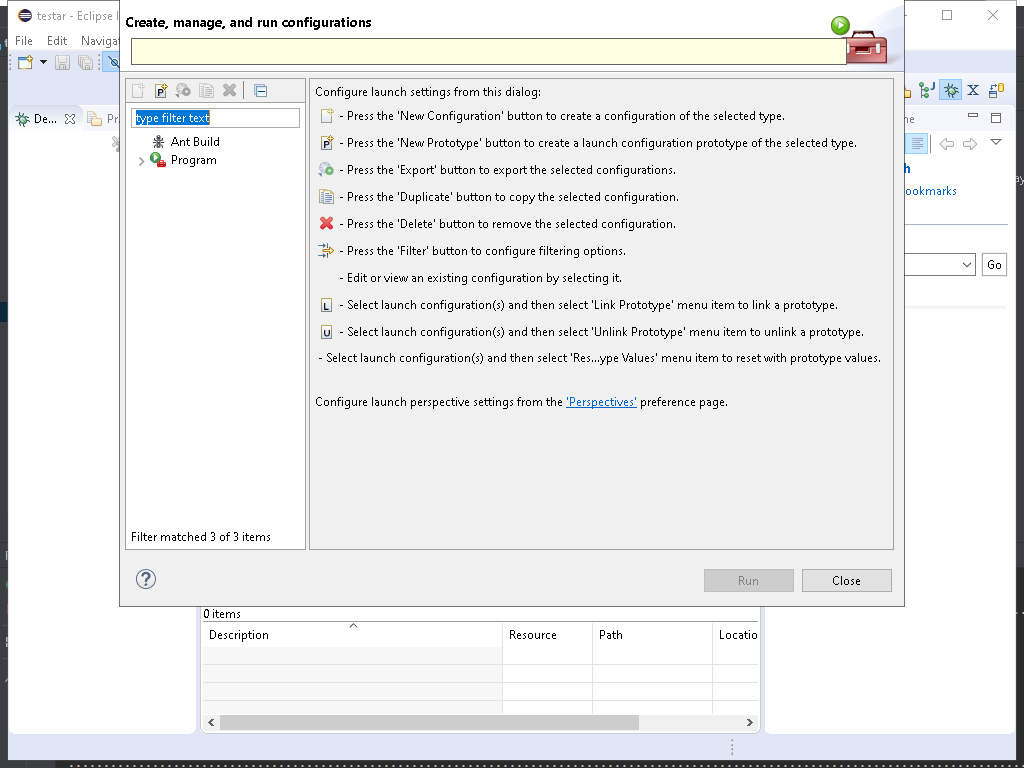 testar - Eclipse I
Create, manage, and run configurations
File Edit Navigat
type filter text
Ant Build
Program
Filter matched 3 of 3 items
Configure launch settings from this dialog:
- Press the 'New Configuration' button to create a configuration of the selected type.
- Press the 'New Prototype' button to create a launch configuration prototype of the selected type.
- Press the 'Export' button to export the selected configurations.
- Press the 'Duplicate' button to copy the selected configuration.
- Press the 'Delete' button to remove the selected configuration.
- Press the 'Filter' button to configure filtering options.
- Edit or view an existing configuration by selecting it.
L - Select launch configuration(s) and then select 'Link Prototype' menu item to link a prototype.
U - Select launch configuration(s) and then select 'Unlink Prototype' menu item to unlink a prototype.
- Select launch configuration(s) and then select 'Res...ype Values' menu item to reset with prototype values.
Configure launch perspective settings from the 'Perspectives' preference page.
De...
Pr
ne
h
ookmarks
Go
Run
Close
0 items
Description Resource Path Locatio